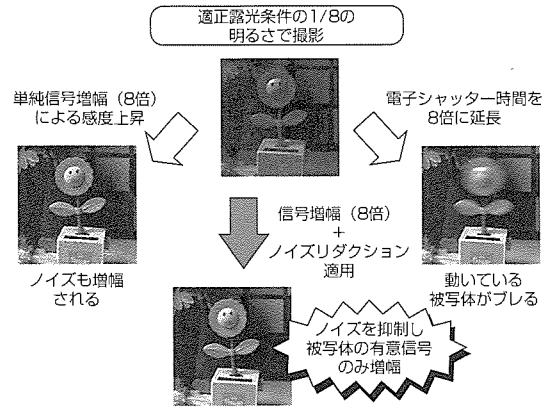 適正露光条件の1/8の
明るさで撮影
単純信号増幅（8倍）
による感度上昇
電子シャッター時間を
8倍に延長
信号増幅（8倍）
+
ノイズリダクション
適用
ノイズも増幅
される
動いている
被写体がブレる
ノイズを抑制し
被写体の有意信号
のみ増幅